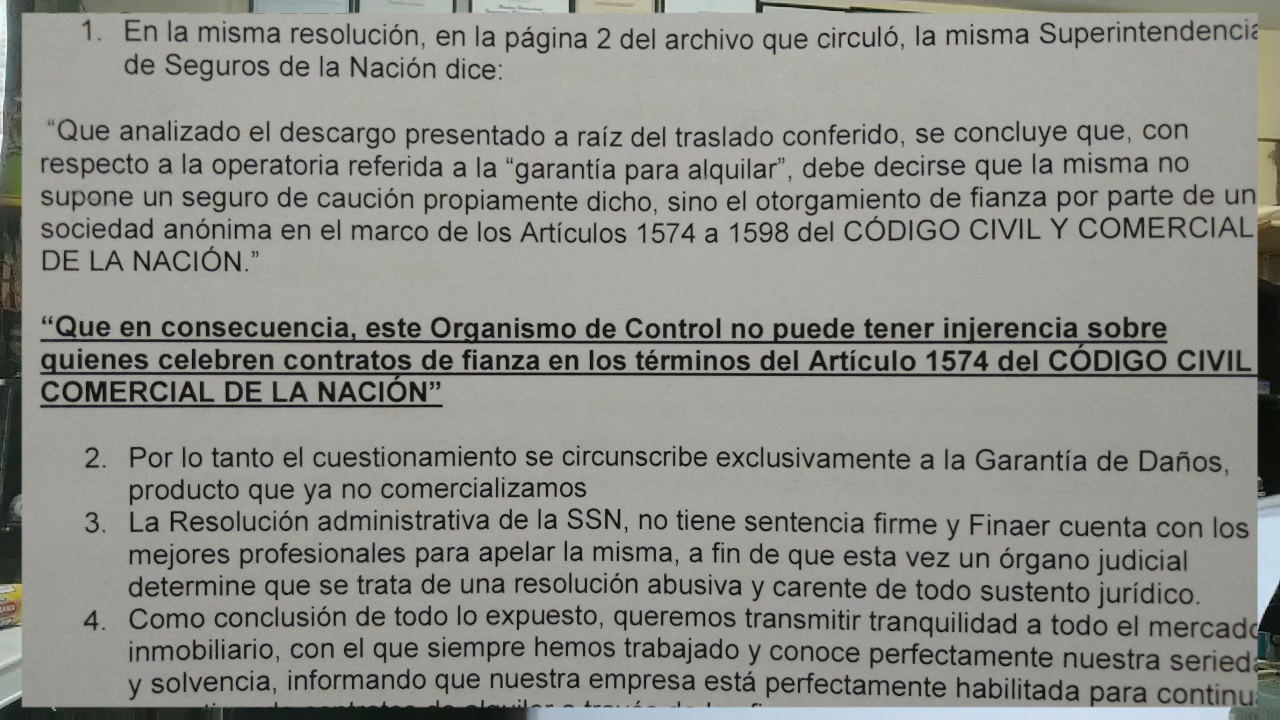 1. En la misma resolución, en la página 2 del archivo que circuló, la misma Superintendencia
de Seguros de la Nación dice:
“Que analizado el descargo presentado a raíz del traslado conferido, se concluye que, con
respecto a la operatoria referida a la “garantía para alquilar”, debe decirse que la misma no
supone un seguro de caución propiamente dicho, sino el otorgamiento de fianza por parte de un
sociedad anónima en el marco de los Artículos 1574 a 1598 del CÓDIGO CIVIL Y COMERCIAL
DE LA NACIÓN.”
“Que en consecuencia, este Organismo de Control no puede tener injerencia sobre
quienes celebren contratos de fianza en los términos del Artículo 1574 del CÓDIGO CIVIL
COMERCIAL DE LA NACIÓN”
2. Por lo tanto el cuestionamiento se circunscribe exclusivamente a la Garantía de Daños,
producto que ya no comercializamos
3. La Resolución administrativa de la SSN, no tiene sentencia firme y Finaer cuenta con los
mejores profesionales para apelar la misma, a fin de que esta vez un órgano judicial
determine que se trata de una resolución abusiva y carente de todo sustento jurídico.
4. Como conclusión de todo lo expuesto, queremos transmitir tranquilidad a todo el mercado
inmobiliario, con el que siempre hemos trabajado y conoce perfectamente nuestra serieda
y solvencia, informando que nuestra empresa está perfectamente habilitada para continu